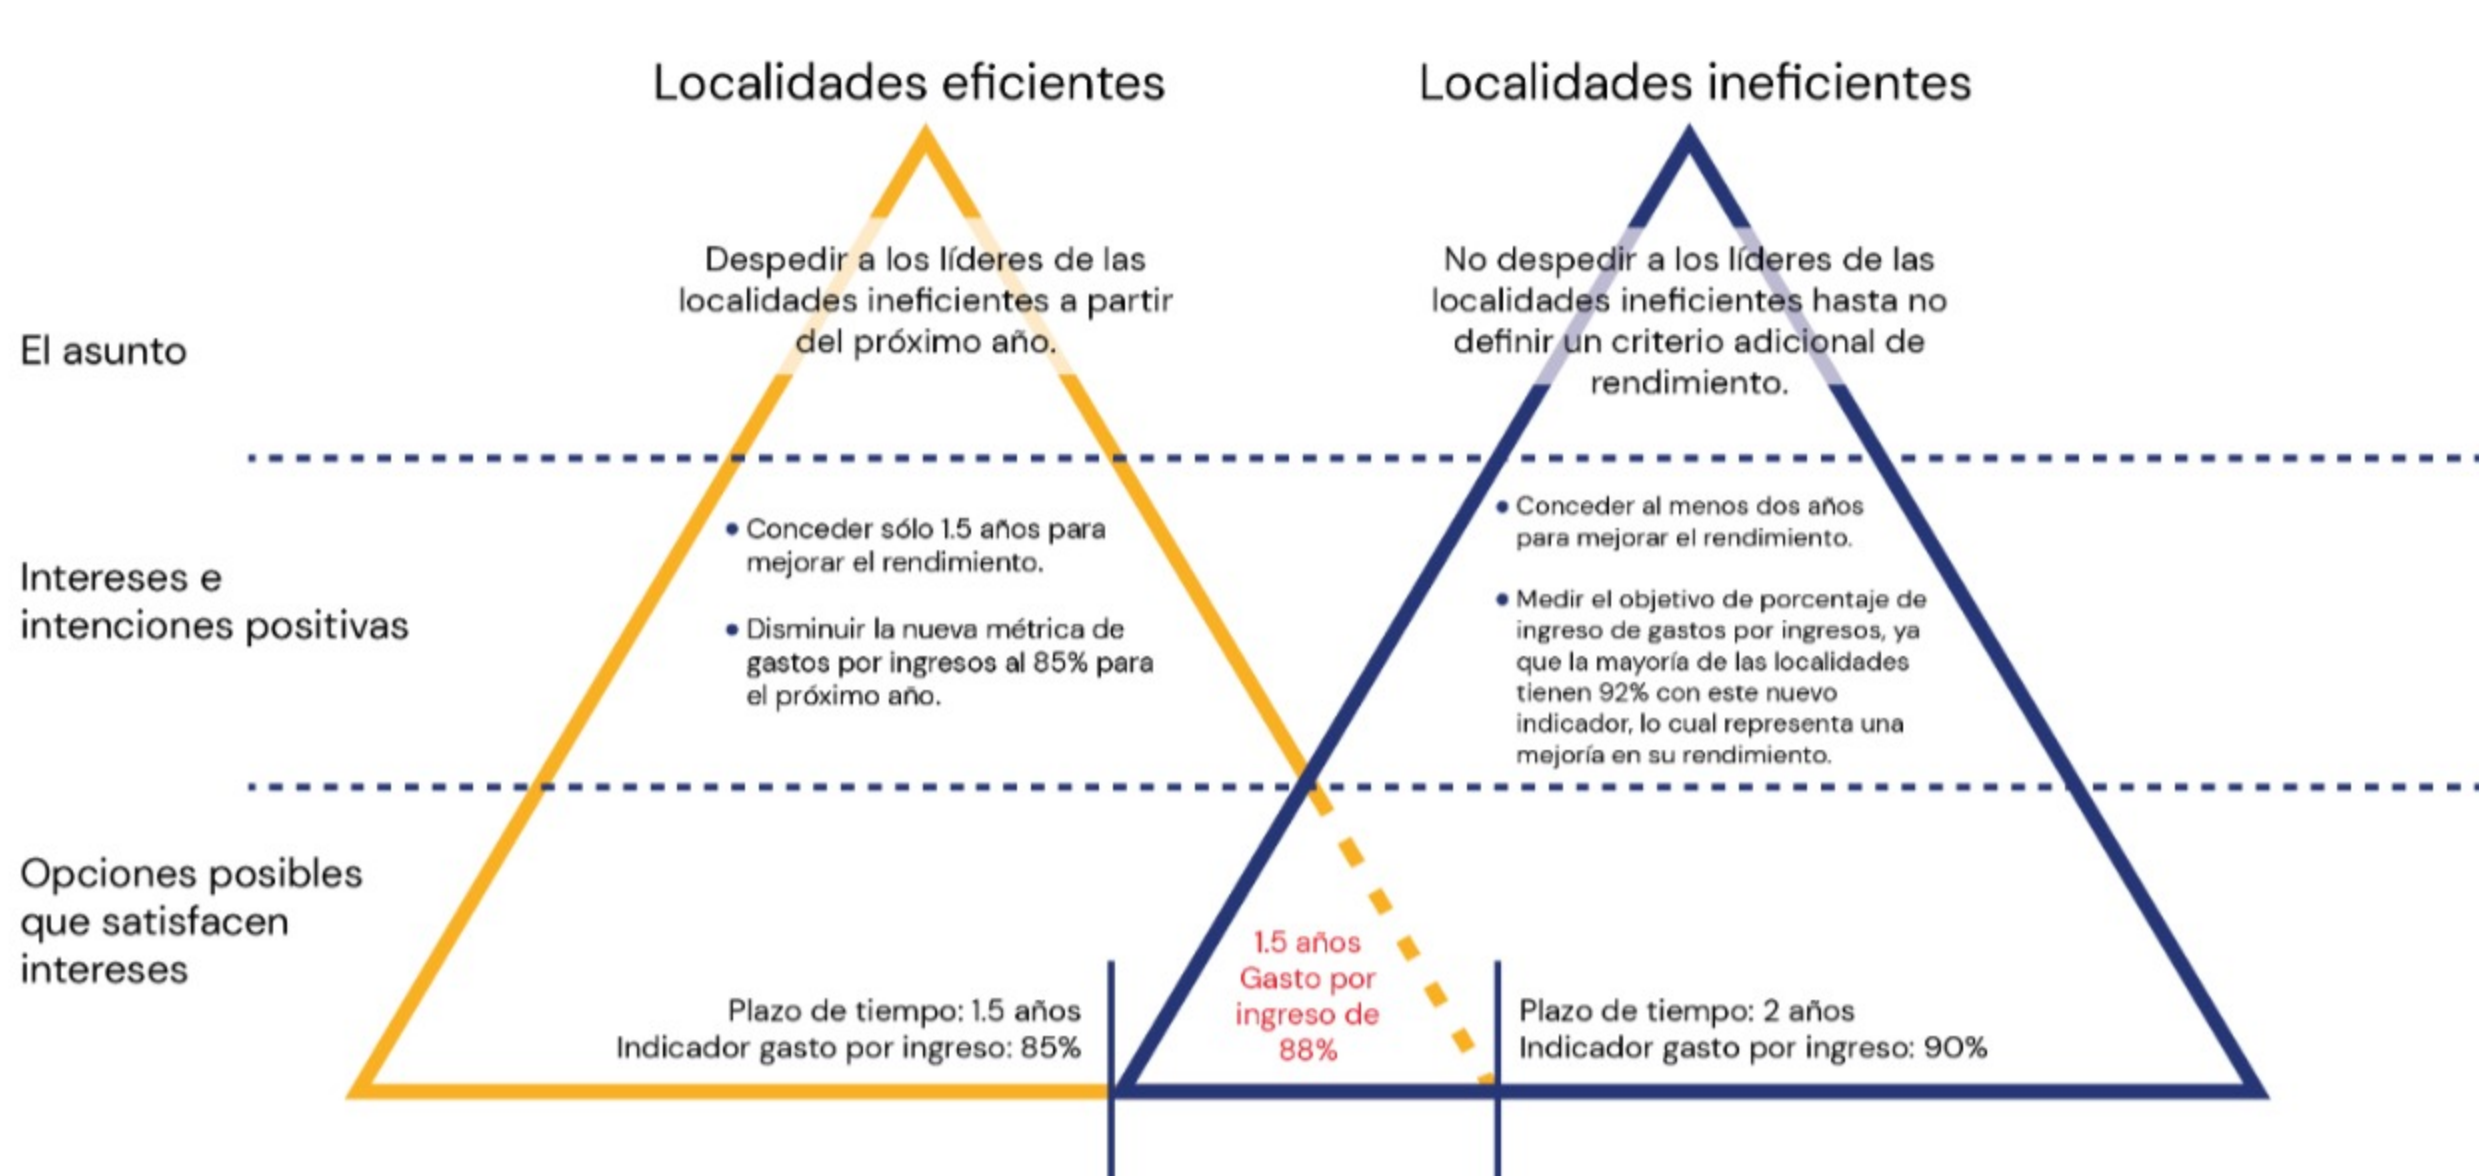 Localidades eficientes
Localidades ineficientes
El asunto
Despedir a los líderes de las
localidades ineficientes a partir
del próximo año.
No despedir a los líderes de las
localidades ineficientes hasta no
definir un criterio adicional de
rendimiento.
Intereses e
intenciones positivas
• Conceder sólo 1.5 años para
mejorar el rendimiento.
• Disminuir la nueva métrica de
gastos por ingresos al 85% para
el próximo año.
• Conceder al menos dos años
para mejorar el rendimiento.
• Medir el objetivo de porcentaje de
ingreso de gastos por ingresos, ya
que la mayoría de las localidades
tienen 92% con este nuevo
indicador, lo cual representa una
mejoría en su rendimiento.
Opciones posibles
que satisfacen
intereses
Plazo de tiempo: 1.5 años
Indicador gasto por ingreso: 85%
1.5 años
Gasto por
ingreso de
88%
Plazo de tiempo: 2 años
Indicador gasto por ingreso: 90%